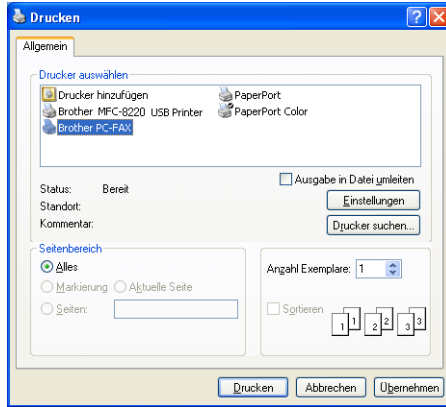 Drucken
Allgemein
Drucker auswählen
Drucker hinzufügen
Brother MFC-8220 USB Printer
Brother PC-FAX
PaperPort
PaperPort Color
Status: Bereit
Standort:
Kommentar:
Ausgabe in Datei umleiten
Einstellungen
Drucker suchen...
Seitenbereich
Alles
Markierung Aktuelle Seite
Seiten:
Anzahl Exemplare: 1
Sortieren
1 1 2 2 3 3
Drucken Abbrechen Übernehmen